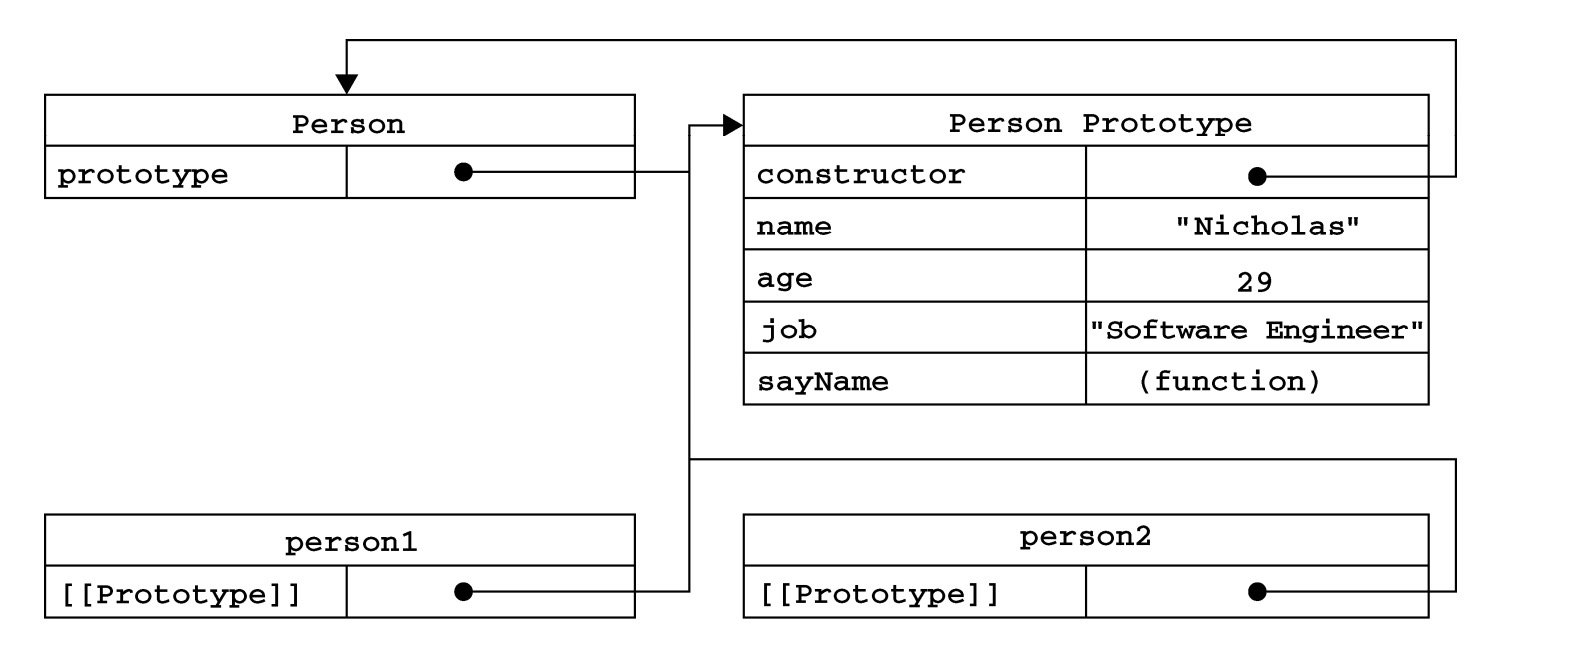 Person
prototype
Person Prototype
constructor
name "Nicholas"
age 29
job "Software Engineer"
sayName (function)
person1
[[Prototype]]
person2
[[Prototype]]